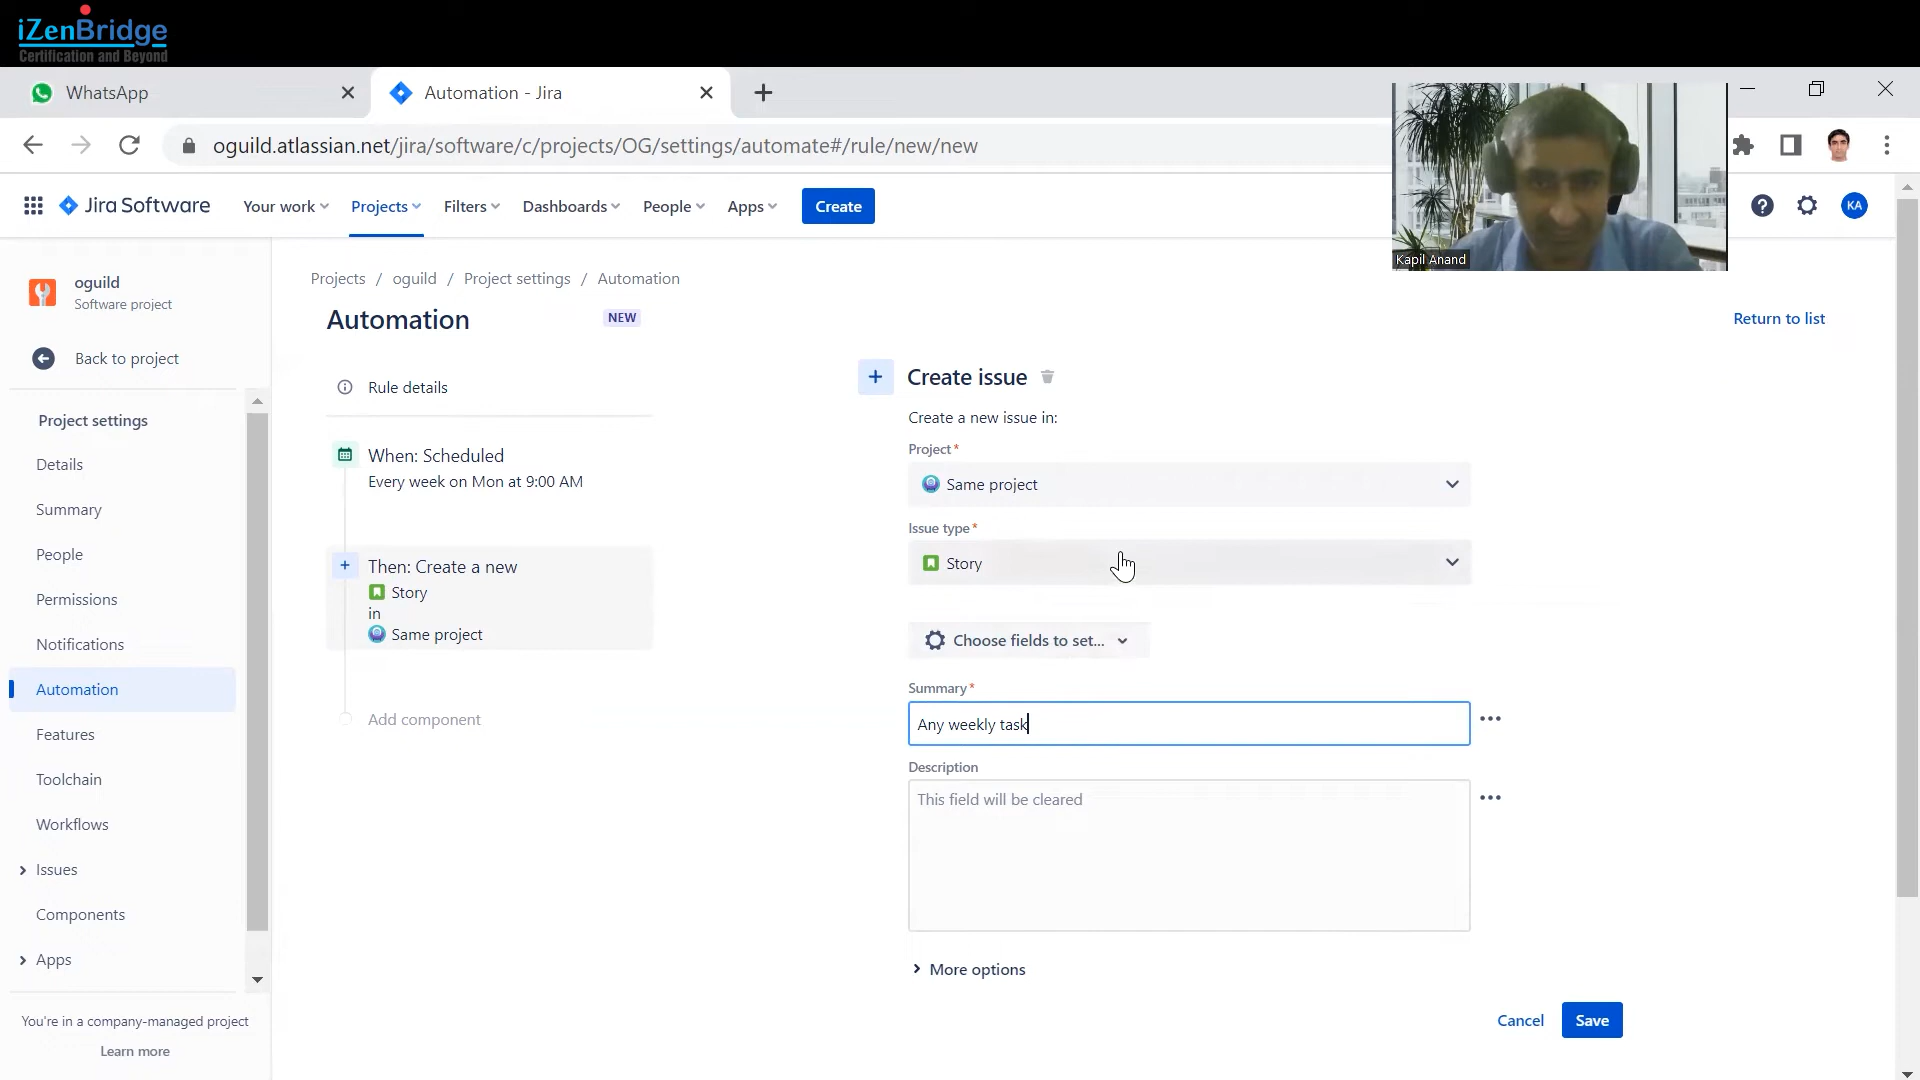 iZenBridge
Certification and Beyond
WhatsApp
Automation - Jira
oguild.atlassian.net/jira/software/c/projects/OG/settings/automate#/rule/new/new
Jira Software
Your work
Projects
Filters
Dashboards
People
Apps
Create
KA
Kapil Anand
oguild
Software project
Back to project
Project settings
Details
Summary
People
Permissions
Notifications
Automation
Features
Toolchain
Workflows
Issues
Components
Apps
You're in a company-managed project
Learn more
Projects / oguild / Project settings / Automation
Automation
NEW
Return to list
Rule details
When: Scheduled
Every week on Mon at 9:00 AM
Then: Create a new
Story
in
Same project
Add component
Create issue
Create a new issue in:
Project*
Same project
Issue type*
Story
Choose fields to set...
Summary*
Any weekly task
Description
This field will be cleared
More options
Cancel
Save